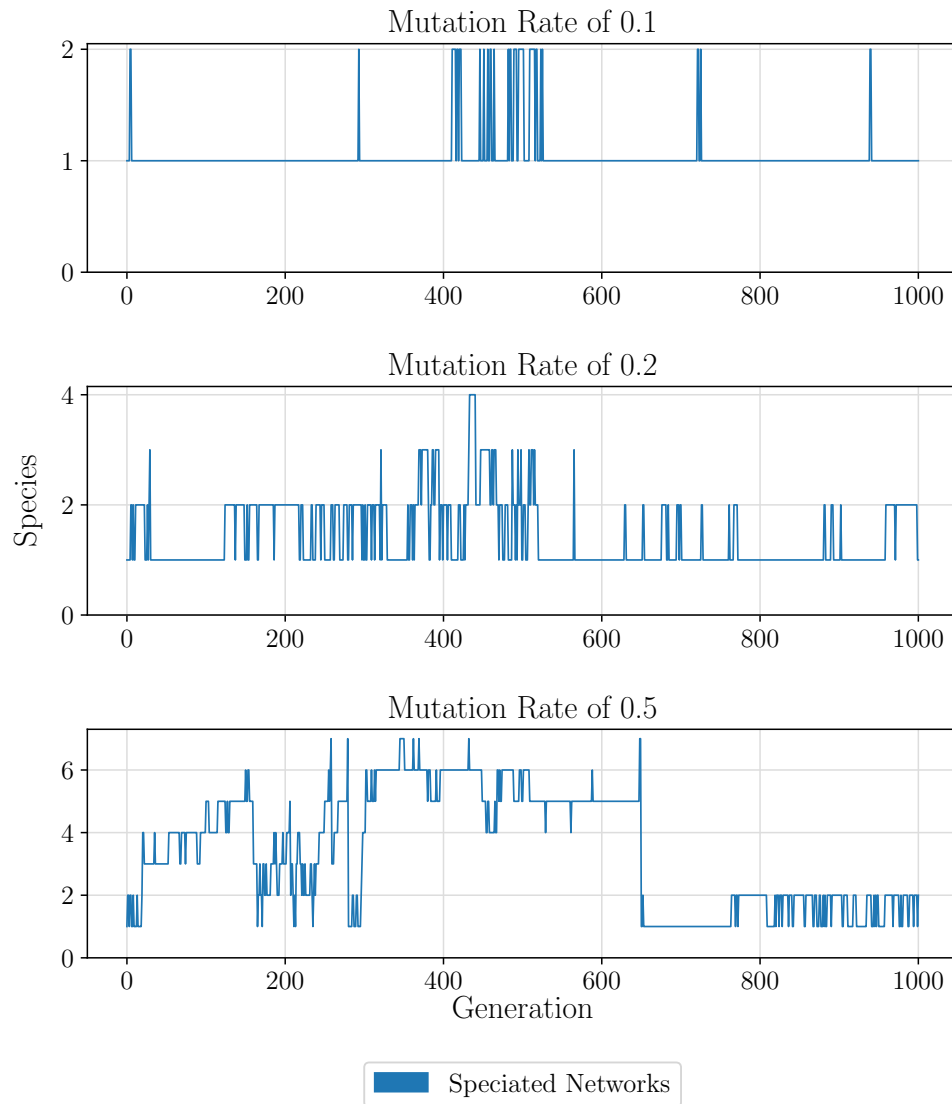 Mutation Rate of 0.1
2
1
0
0 200 400 600 800 1000
Mutation Rate of 0.2
4
2
0
0 200 400 600 800 1000
Species
Mutation Rate of 0.5
6
4
2
0
0 200 400 600 800 1000
Generation
Speciated Networks